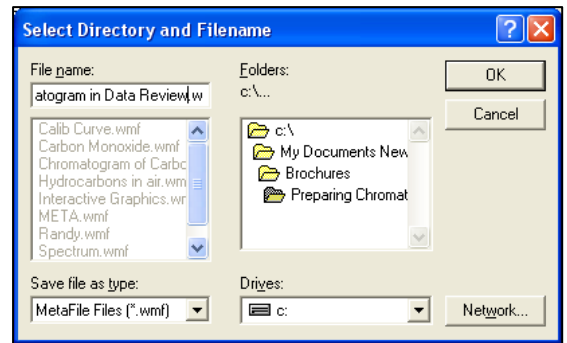 Select Directory and Filename
File name:
atogram in Data Review.w
Calib Curve.wmf
Carbon Monoxide.wmf
Chromatogram of Carbc
Hydrocarbons in air.wm
Interactive Graphics.wr
META.wmf
Randy.wmf
Spectrum.wmf
Save file as type:
MetaFile Files (*.wmf)
Folders:
c:\...
c:\
My Documents New
Brochures
Preparing Chromat
Drives:
c:
OK
Cancel
Network...